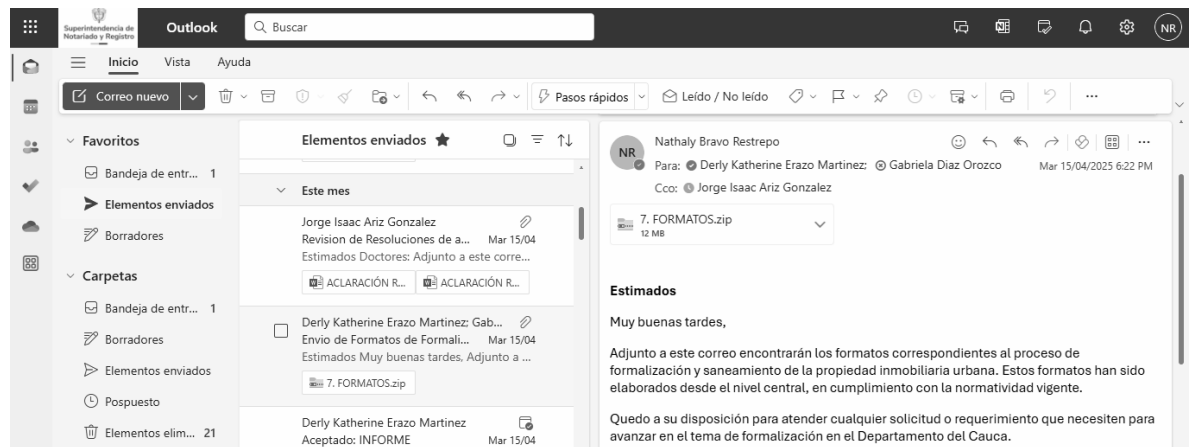 Superintendencia de
Notariado y Registro
Outlook
Buscar
NR
Inicio Vista Ayuda
Correo nuevo
Pasos rápidos
Leído / No leído
Favoritos
Bandeja de entr... 1
Elementos enviados
Borradores
Carpetas
Bandeja de entr... 1
Borradores
Elementos enviados
Pospuesto
Elementos elim... 21
Elementos enviados
Este mes
Jorge Isaac Ariz Gonzalez
Revision de Resoluciones de a... Mar 15/04
Estimados Doctores: Adjunto a este corre...
ACLARACIÓN R... ACLARACIÓN R...
Derly Katherine Erazo Martinez; Gab...
Envio de Formatos de Formali... Mar 15/04
Estimados Muy buenas tardes, Adjunto a ...
7. FORMATOS.zip
Derly Katherine Erazo Martinez
Aceptado: INFORME Mar 15/04
NR
Nathaly Bravo Restrepo
Para: Derly Katherine Erazo Martinez; Gabriela Diaz Orozco Mar 15/04/2025 6:22 PM
Cco: Jorge Isaac Ariz Gonzalez
7. FORMATOS.zip
12 MB
Estimados
Muy buenas tardes,
Adjunto a este correo encontrarán los formatos correspondientes al proceso de
formalización y saneamiento de la propiedad inmobiliaria urbana. Estos formatos han sido
elaborados desde el nivel central, en cumplimiento con la normatividad vigente.
Quedo a su disposición para atender cualquier solicitud o requerimiento que necesiten para
avanzar en el tema de formalización en el Departamento del Cauca.